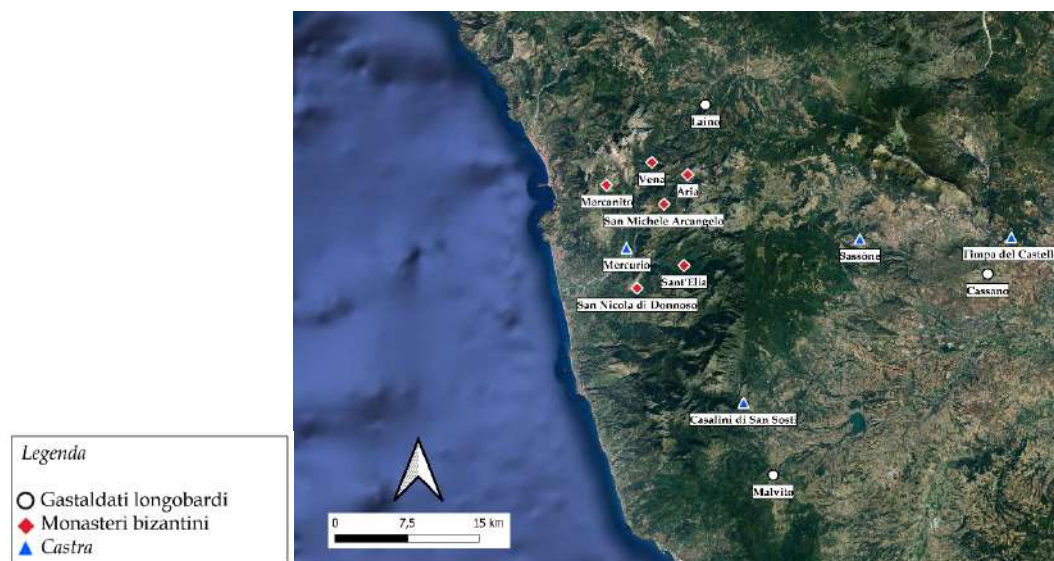 Laino
Vena
Aria
Mercanito
San Michele Arcangelo
Mercurio
Sassòne
Timpa del Castell
Sant'Elia
Cassano
San Nicola di Donnoso
Casalini di San Sosti
Malvito
Legenda
Gastaldati longobardi
Monasteri bizantini
Castra
0 7,5 15 km